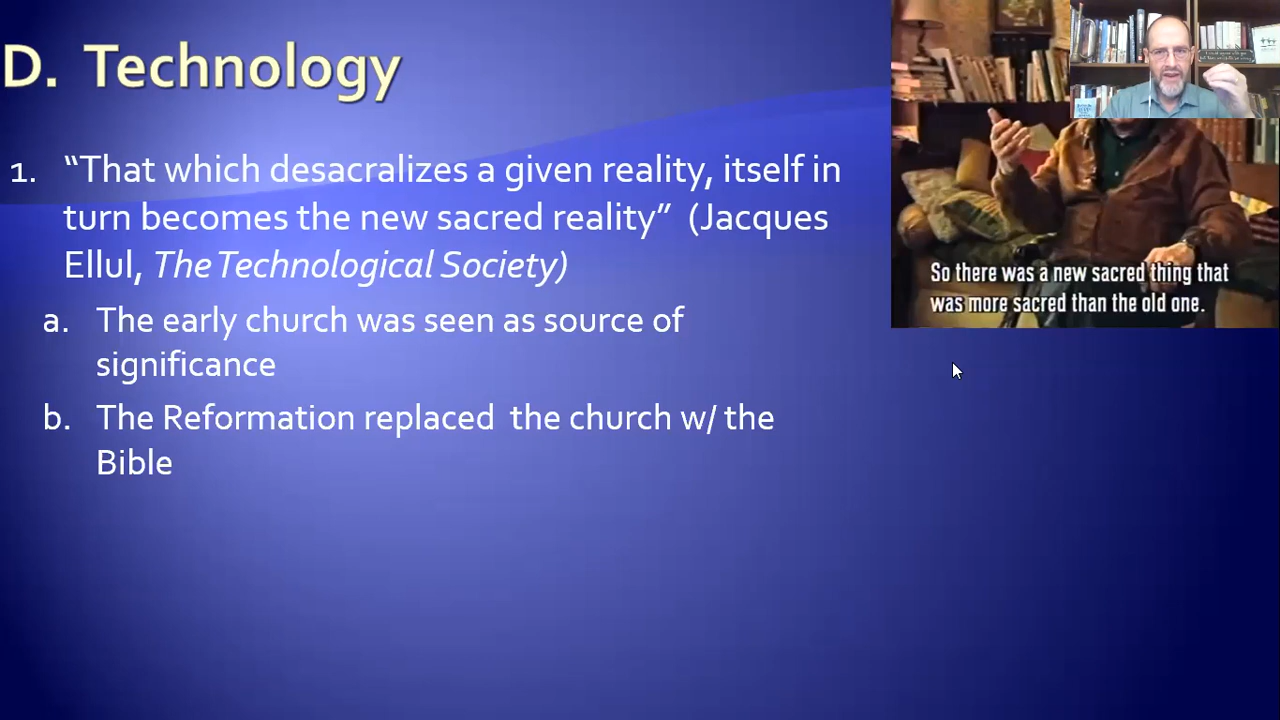 D. Technology
1. “That which desacralizes a given reality, itself in
turn becomes the new sacred reality” (Jacques
Ellul, The Technological Society)
a. The early church was seen as source of
significance
b. The Reformation replaced the church w/ the
Bible
So there was a new sacred thing that
was more sacred than the old one.